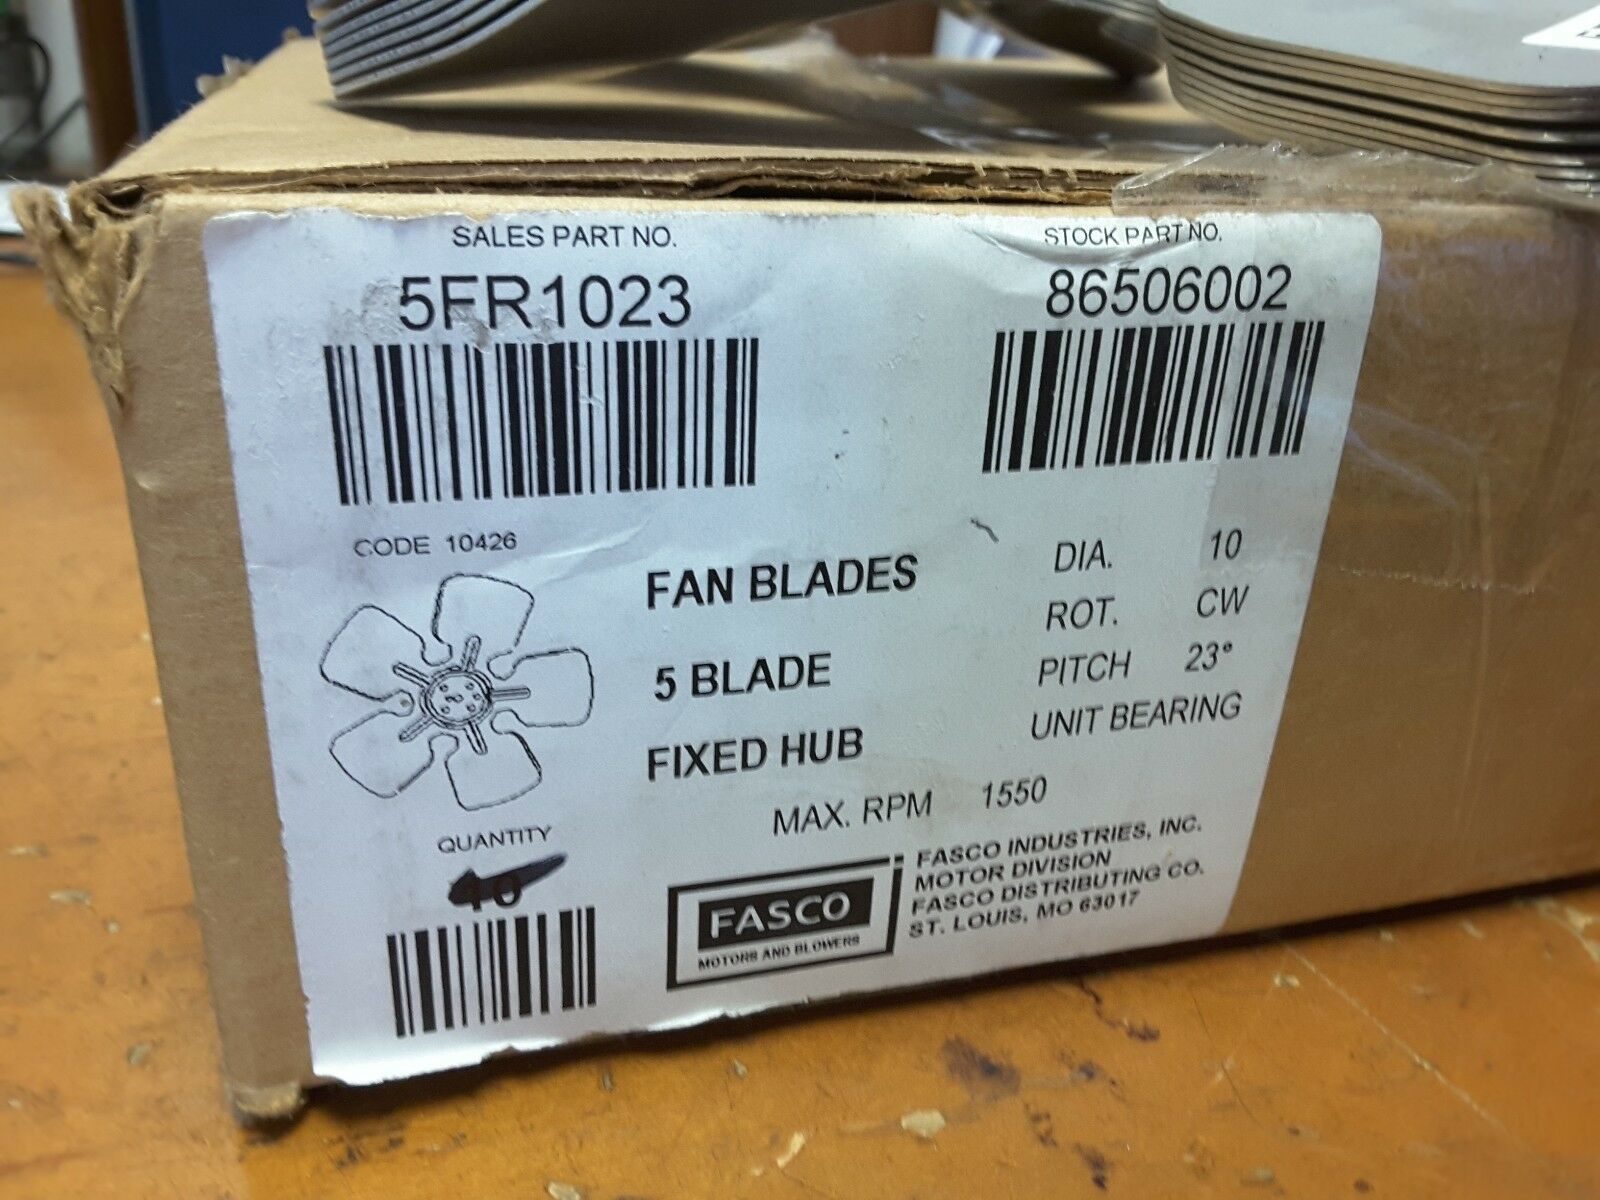 SALES PART NO.
5FR1023
STOCK PART NO.
86506002
CODE 10426
FAN BLADES
5 BLADE
FIXED HUB
DIA. 10
ROT. CW
PITCH 23°
UNIT BEARING
MAX. RPM 1550
QUANTITY
40
FASCO
MOTORS AND BLOWERS
FASCO INDUSTRIES, INC.
MOTOR DIVISION
FASCO DISTRIBUTING CO.
ST. LOUIS, MO 63017